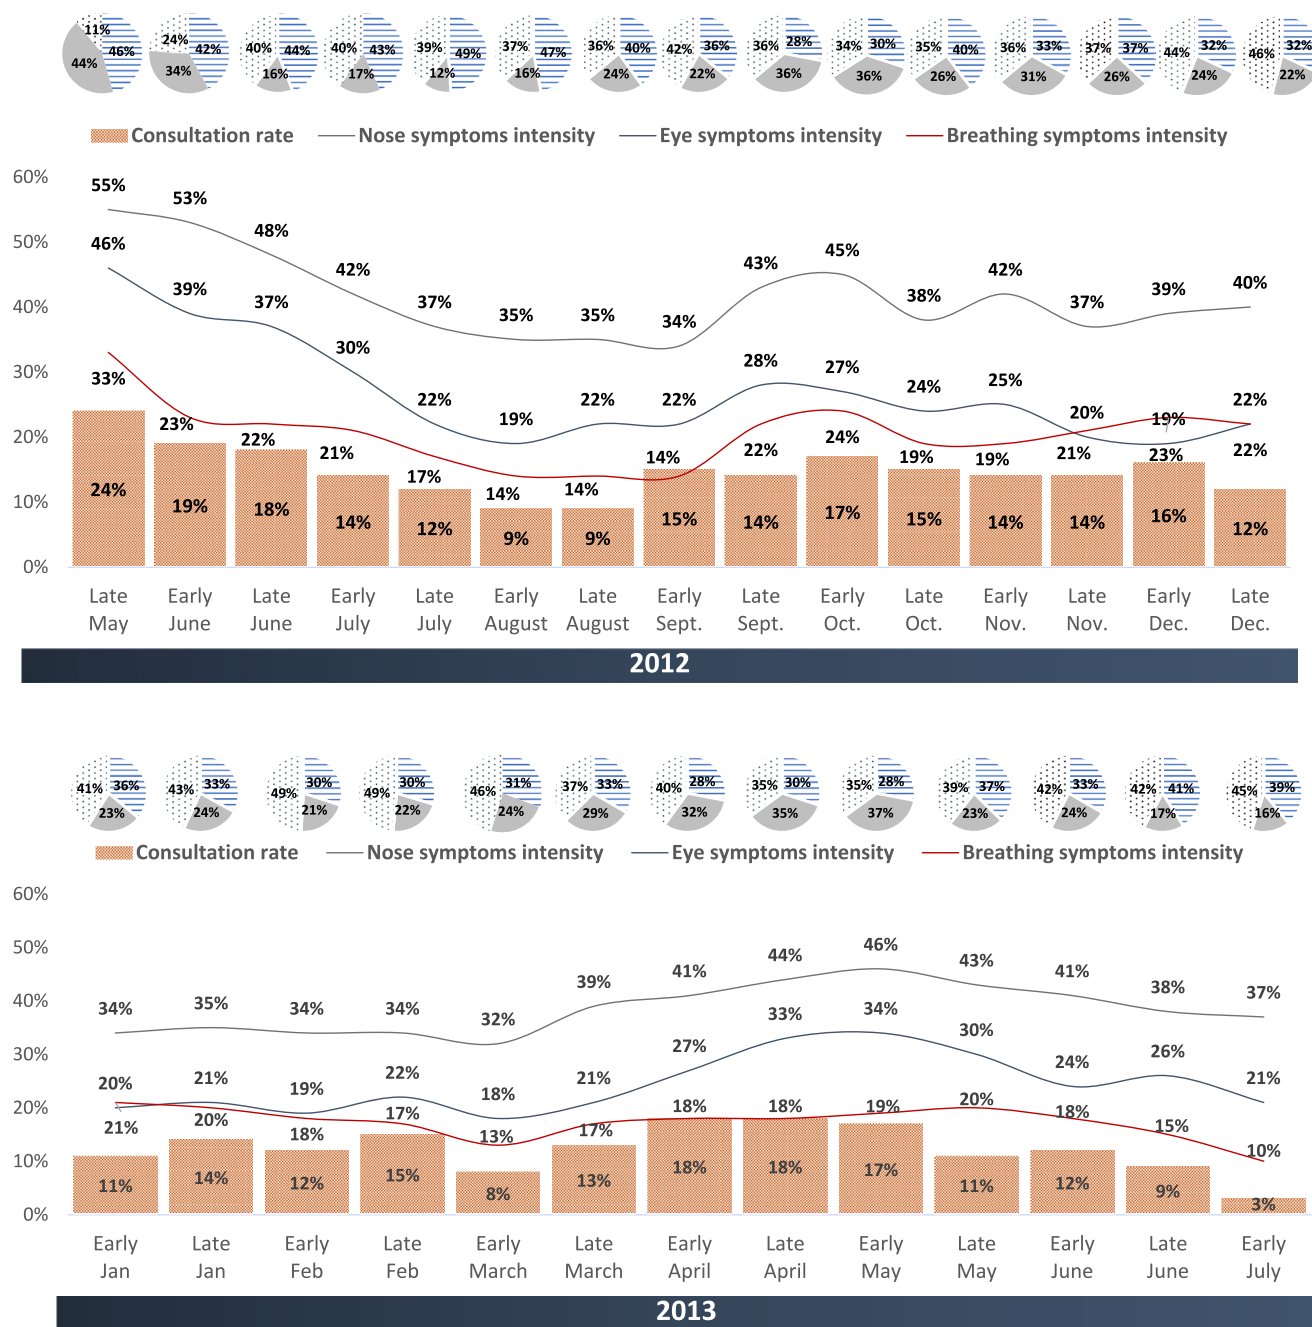 11% 46% 44%
24% 42% 34%
40% 44% 16%
40% 43% 17%
39% 49% 12%
37% 47% 16%
36% 40% 24%
42% 36% 22%
36% 28% 36%
34% 30% 36%
35% 40% 26%
36% 33% 31%
37% 37% 26%
44% 32% 24%
46% 32% 22%
Consultation rate Nose symptoms intensity Eye symptoms intensity Breathing symptoms intensity
60%
50%
40%
30%
20%
10%
0%
55% 53% 48% 42% 37% 35% 35% 34% 43% 45% 38% 42% 37% 39% 40%
46% 39% 37% 30% 22% 19% 22% 22% 28% 27% 24% 25% 20% 19% 22%
33% 23% 22% 21% 17% 14% 14% 14% 22% 24% 19% 19% 21% 23% 22%
24% 19% 18% 14% 12% 9% 9% 15% 14% 17% 15% 14% 14% 16% 12%
Late Early Late Early Late Early Late Early Late Early Late Early Late Early Late
May June June July July August August Sept. Sept. Oct. Oct. Nov. Nov. Dec. Dec.
2012
41% 36% 23%
43% 33% 24%
49% 30% 21%
49% 30% 22%
46% 31% 24%
37% 33% 29%
40% 28% 32%
35% 30% 35%
35% 28% 37%
39% 37% 23%
42% 33% 24%
42% 41% 17%
45% 39% 16%
Consultation rate Nose symptoms intensity Eye symptoms intensity Breathing symptoms intensity
60%
50%
40%
30%
20%
10%
0%
34% 35% 34% 34% 32% 39% 41% 44% 46% 43% 41% 38% 37%
20% 21% 19% 22% 18% 21% 27% 33% 34% 30% 24% 26% 21%
21% 20% 18% 17% 13% 17% 18% 18% 19% 20% 18% 15% 10%
11% 14% 12% 15% 8% 13% 18% 18% 17% 11% 12% 9% 3%
Early Late Early Late Early Late Early Late Early Late Early Late Early
Jan Jan Feb Feb March March April April May May June June July
2013